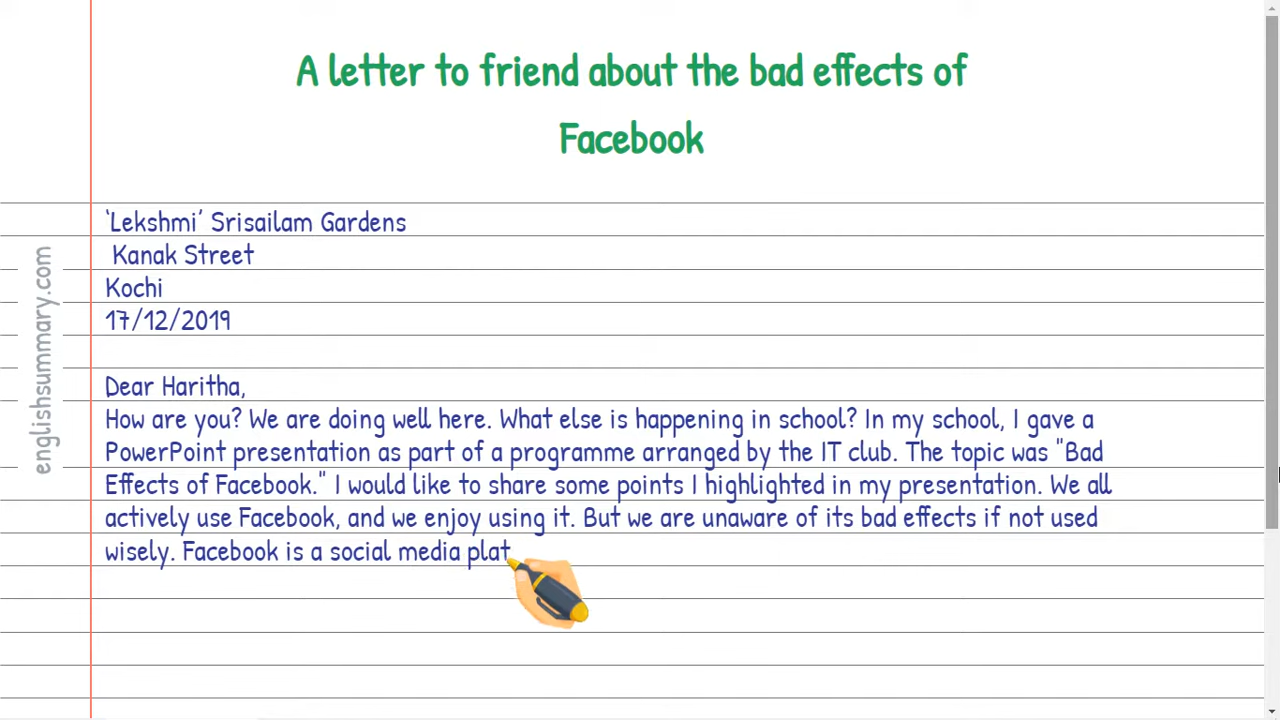 A letter to friend about the bad effects of
Facebook
englishsummary.com
‘Lekshmi’ Srisailam Gardens
Kanak Street
Kochi
17/12/2019
Dear Haritha,
How are you? We are doing well here. What else is happening in school? In my school, I gave a
PowerPoint presentation as part of a programme arranged by the IT club. The topic was "Bad
Effects of Facebook." I would like to share some points I highlighted in my presentation. We all
actively use Facebook, and we enjoy using it. But we are unaware of its bad effects if not used
wisely. Facebook is a social media plat